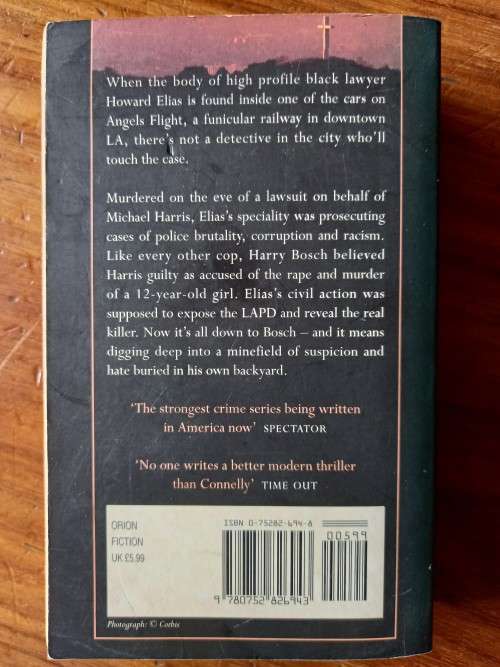 When the body of high profile black lawyer
Howard Elias is found inside one of the cars on
Angels Flight, a funicular railway in downtown
LA, there's not a detective in the city who'll
touch the case.
Murdered on the eve of a lawsuit on behalf of
Michael Harris, Elias's speciality was prosecuting
cases of police brutality, corruption and racism.
Like every other cop, Harry Bosch believed
Harris guilty as accused of the rape and murder
of a 12-year-old girl. Elias's civil action was
supposed to expose the LAPD and reveal the real
killer. Now it's all down to Bosch – and it means
digging deep into a minefield of suspicion and
hate buried in his own backyard.
'The strongest crime series being written
in America now' SPECTATOR
'No one writes a better modern thriller
than Connelly' TIME OUT
ORION
FICTION
UK £5.99
ISBN 0-75282-694-8
00599
9 780752 826943
Photograph: © Corbis